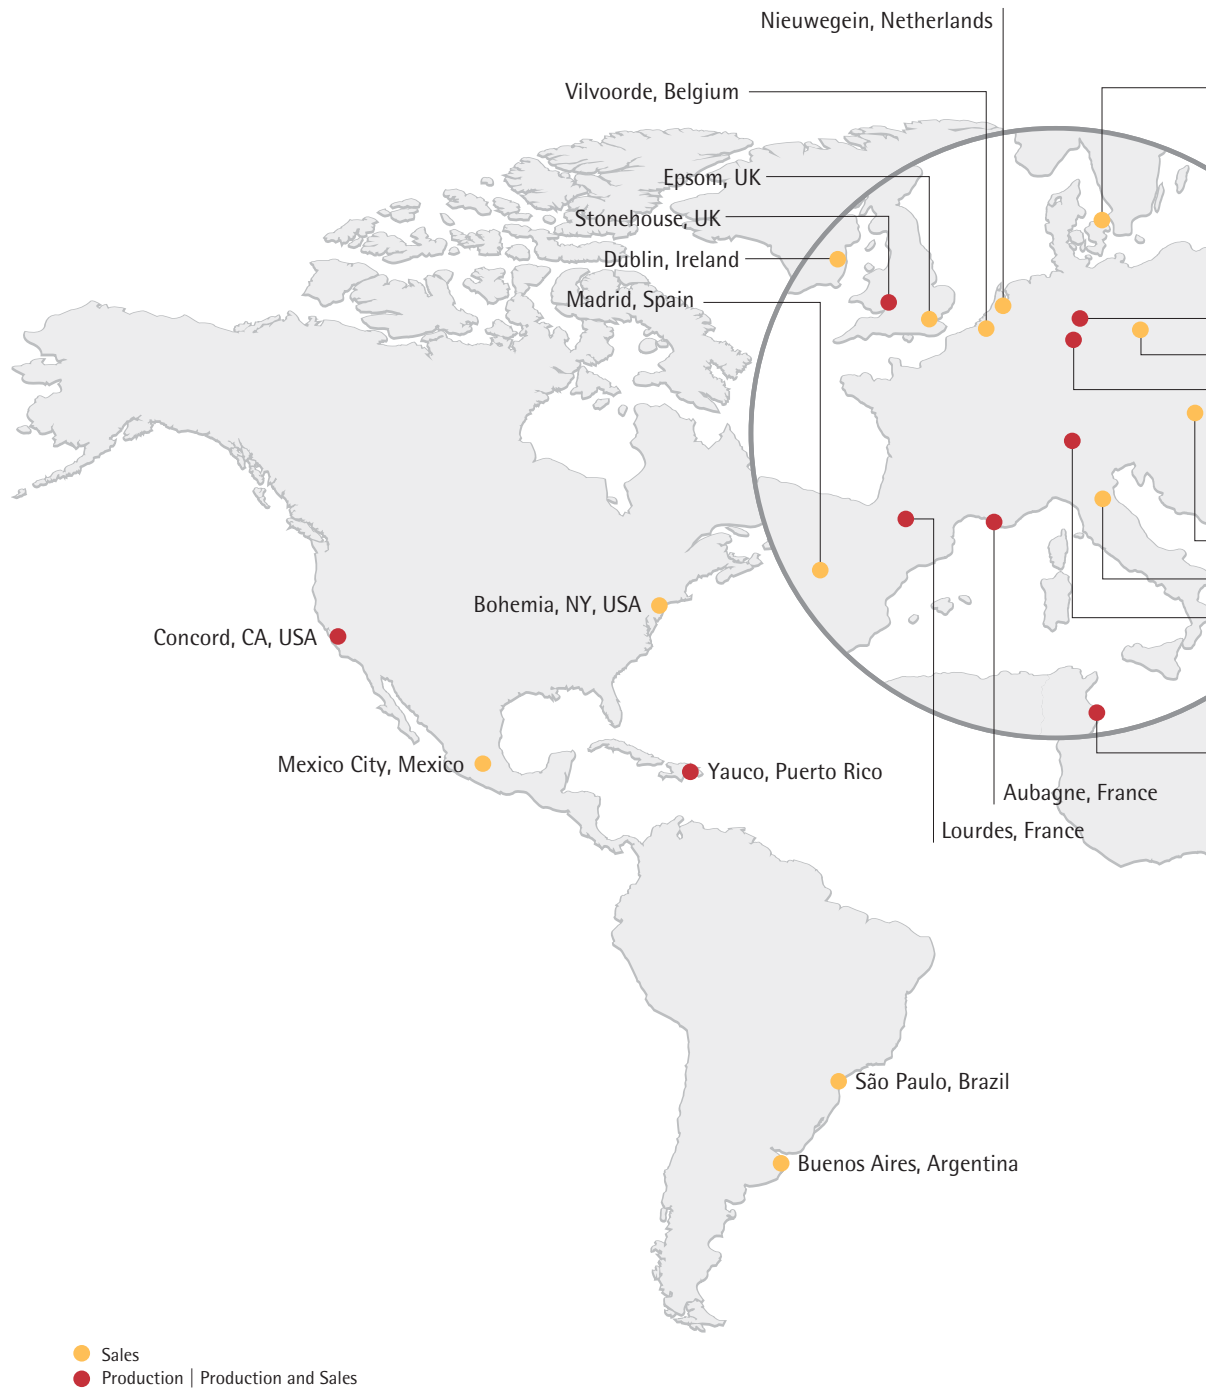 Nieuwegein, Netherlands
Vilvoorde, Belgium
Epsom, UK
Stonehouse, UK
Dublin, Ireland
Madrid, Spain
Bohemia, NY, USA
Concord, CA, USA
Mexico City, Mexico
Yauco, Puerto Rico
Aubagne, France
Lourdes, France
São Paulo, Brazil
Buenos Aires, Argentina
Sales
Production | Production and Sales